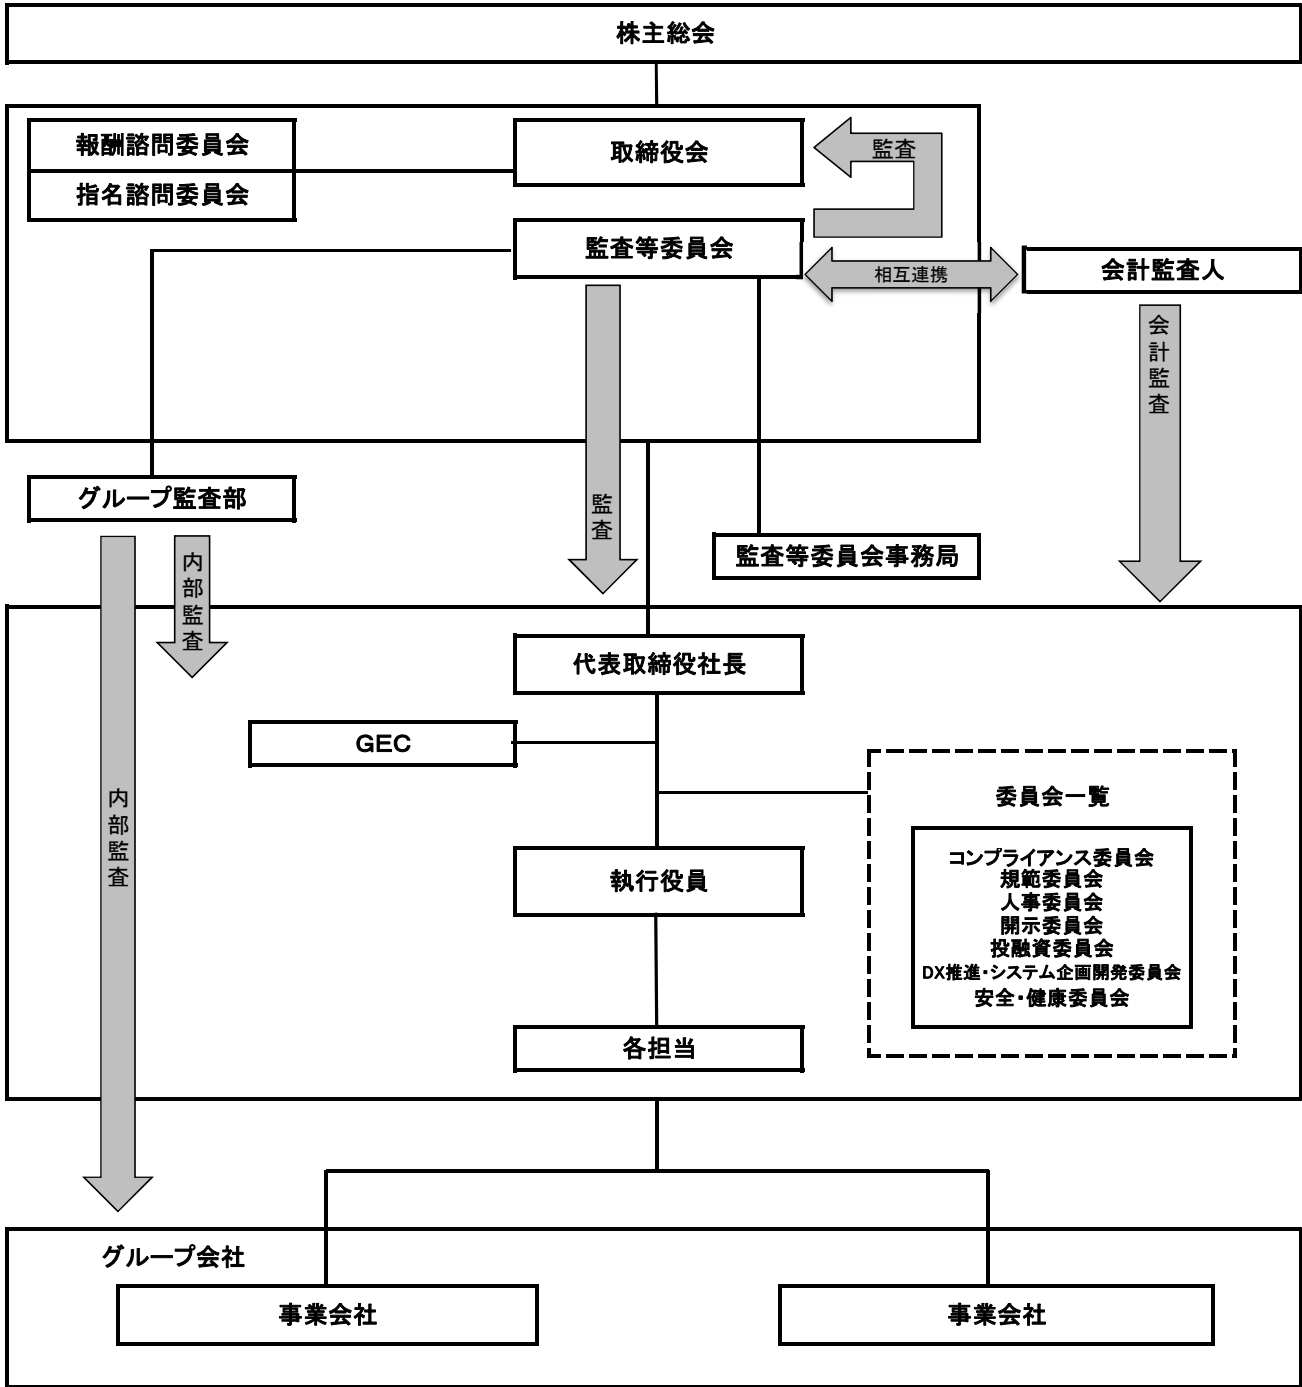 株主総会
報酬諮問委員会
取締役会
監査
指名諮問委員会
監査等委員会
相互連携
会計監査人
会計監査
グループ監査部
監査
監査等委員会事務局
内部監査
代表取締役社長
GEC
内部監査
委員会一覧
コンプライアンス委員会
規範委員会
人事委員会
開示委員会
投融資委員会
DX推進・システム企画開発委員会
安全・健康委員会
執行役員
各担当
グループ会社
事業会社
事業会社